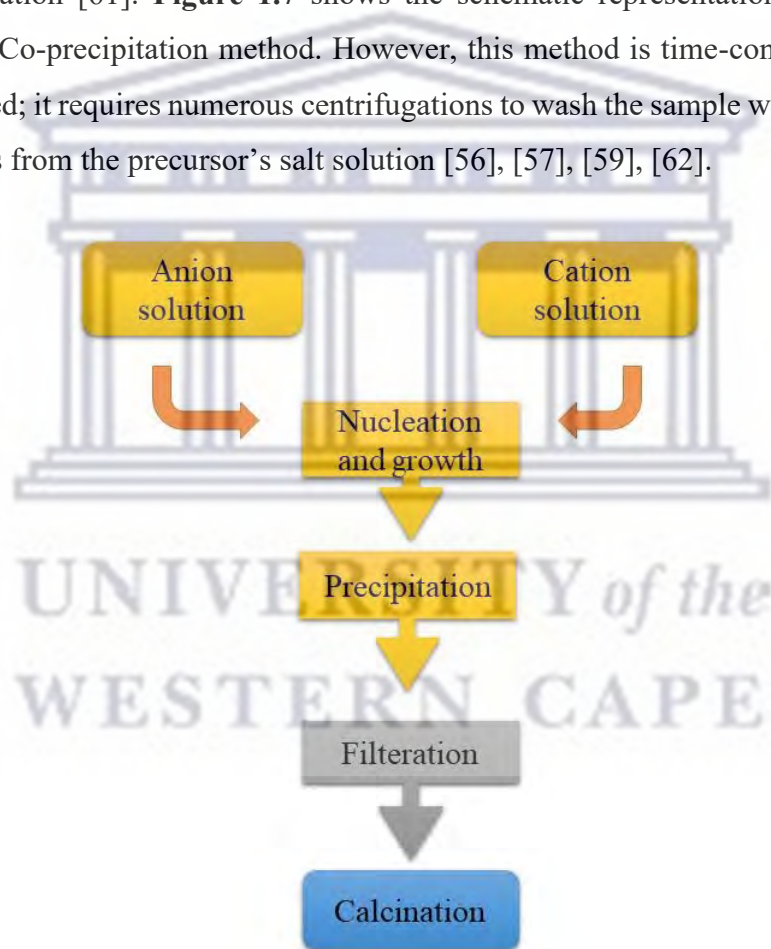 ation [61]. Figure 1.7 shows the schematic representation
Co-precipitation method. However, this method is time-con
ed; it requires numerous centrifugations to wash the sample w
s from the precursor's salt solution [56], [57], [59], [62].
Anion
solution
Cation
solution
Nucleation
and growth
Precipitation
UNIVERSITY of the
WESTERN CAPE
Filteration
Calcination